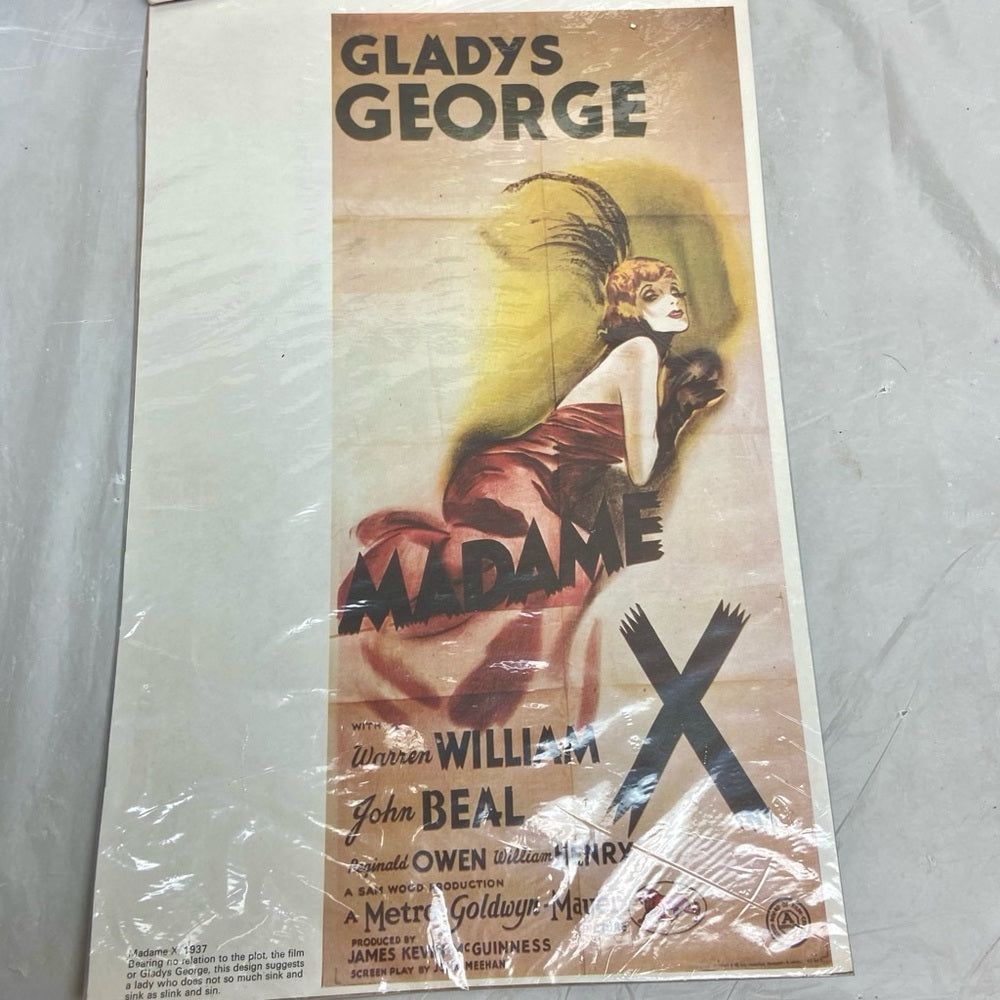 GLADYS
GEORGE
MADAME
X
WITH
Warren WILLIAM
John BEAL
Reginald OWEN William HENRY
A SAM WOOD PRODUCTION
A Metro Goldwyn-Mayer
PRODUCED BY
JAMES KEVIN McGUINNESS
SCREEN PLAY BY JOHN MEEHAN
Madame X, 1937
Bearing no relation to the plot, the film
or Gladys George, this design suggests
a lady who does not so much sink and
sink as slink and sin.